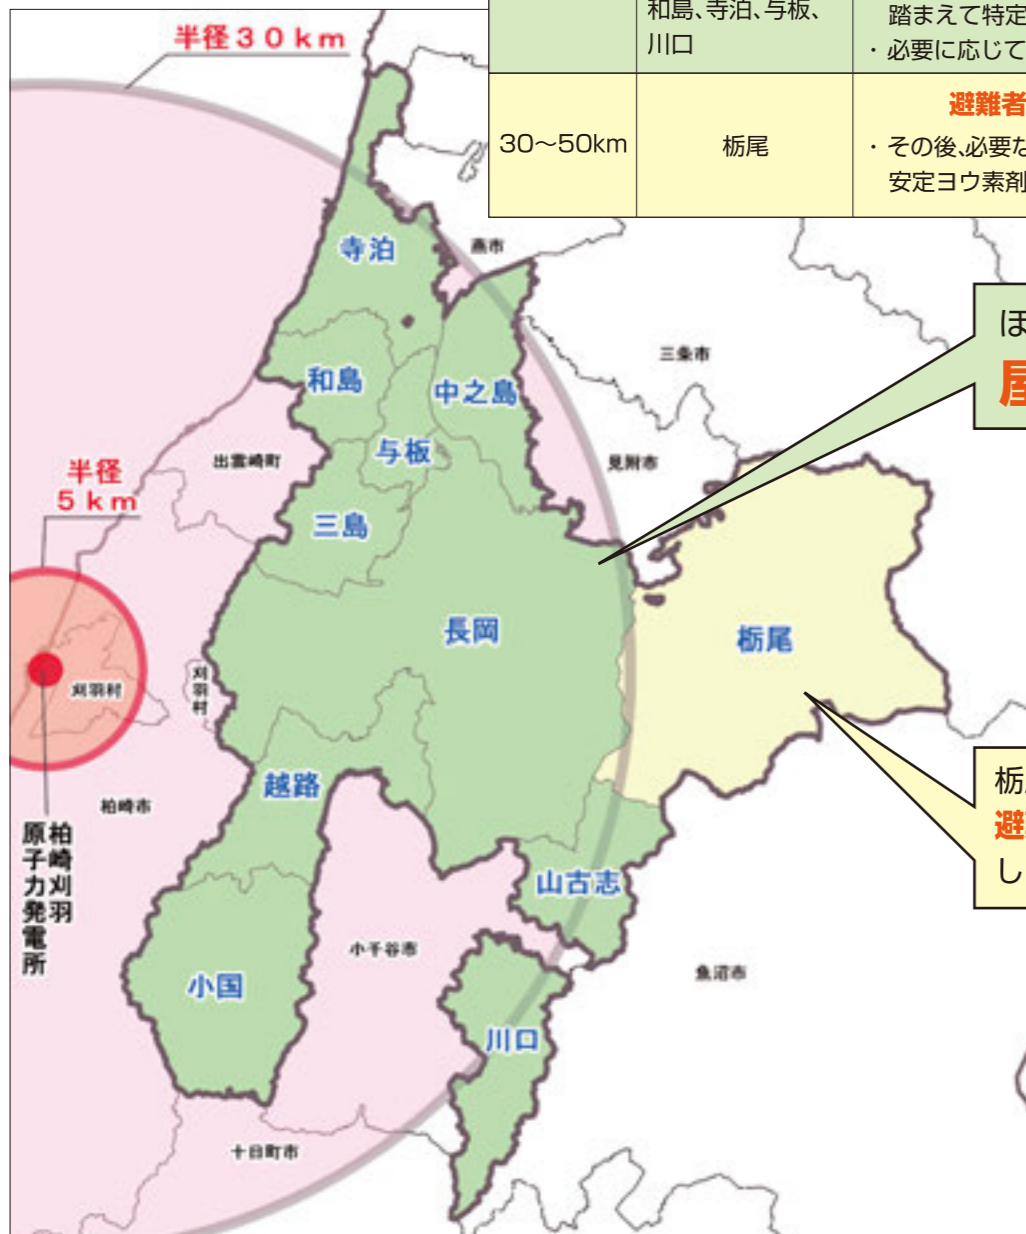 和島、寺泊、与板、
川口
踏まえて特定
・必要に応じて
30〜50km
栃尾
避難者
・その後、必要な
安定ヨウ素剤
半径30km
寺泊
燕市
三条市
和島
中之島
与板
出雲崎町
見附市
半径
5km
三島
長岡
栃尾
刈羽村
刈羽村
越路
柏崎市
柏崎刈羽
原子力発電所
山古志
小千谷市
魚沼市
小国
川口
十日町市
ほ
栃
し